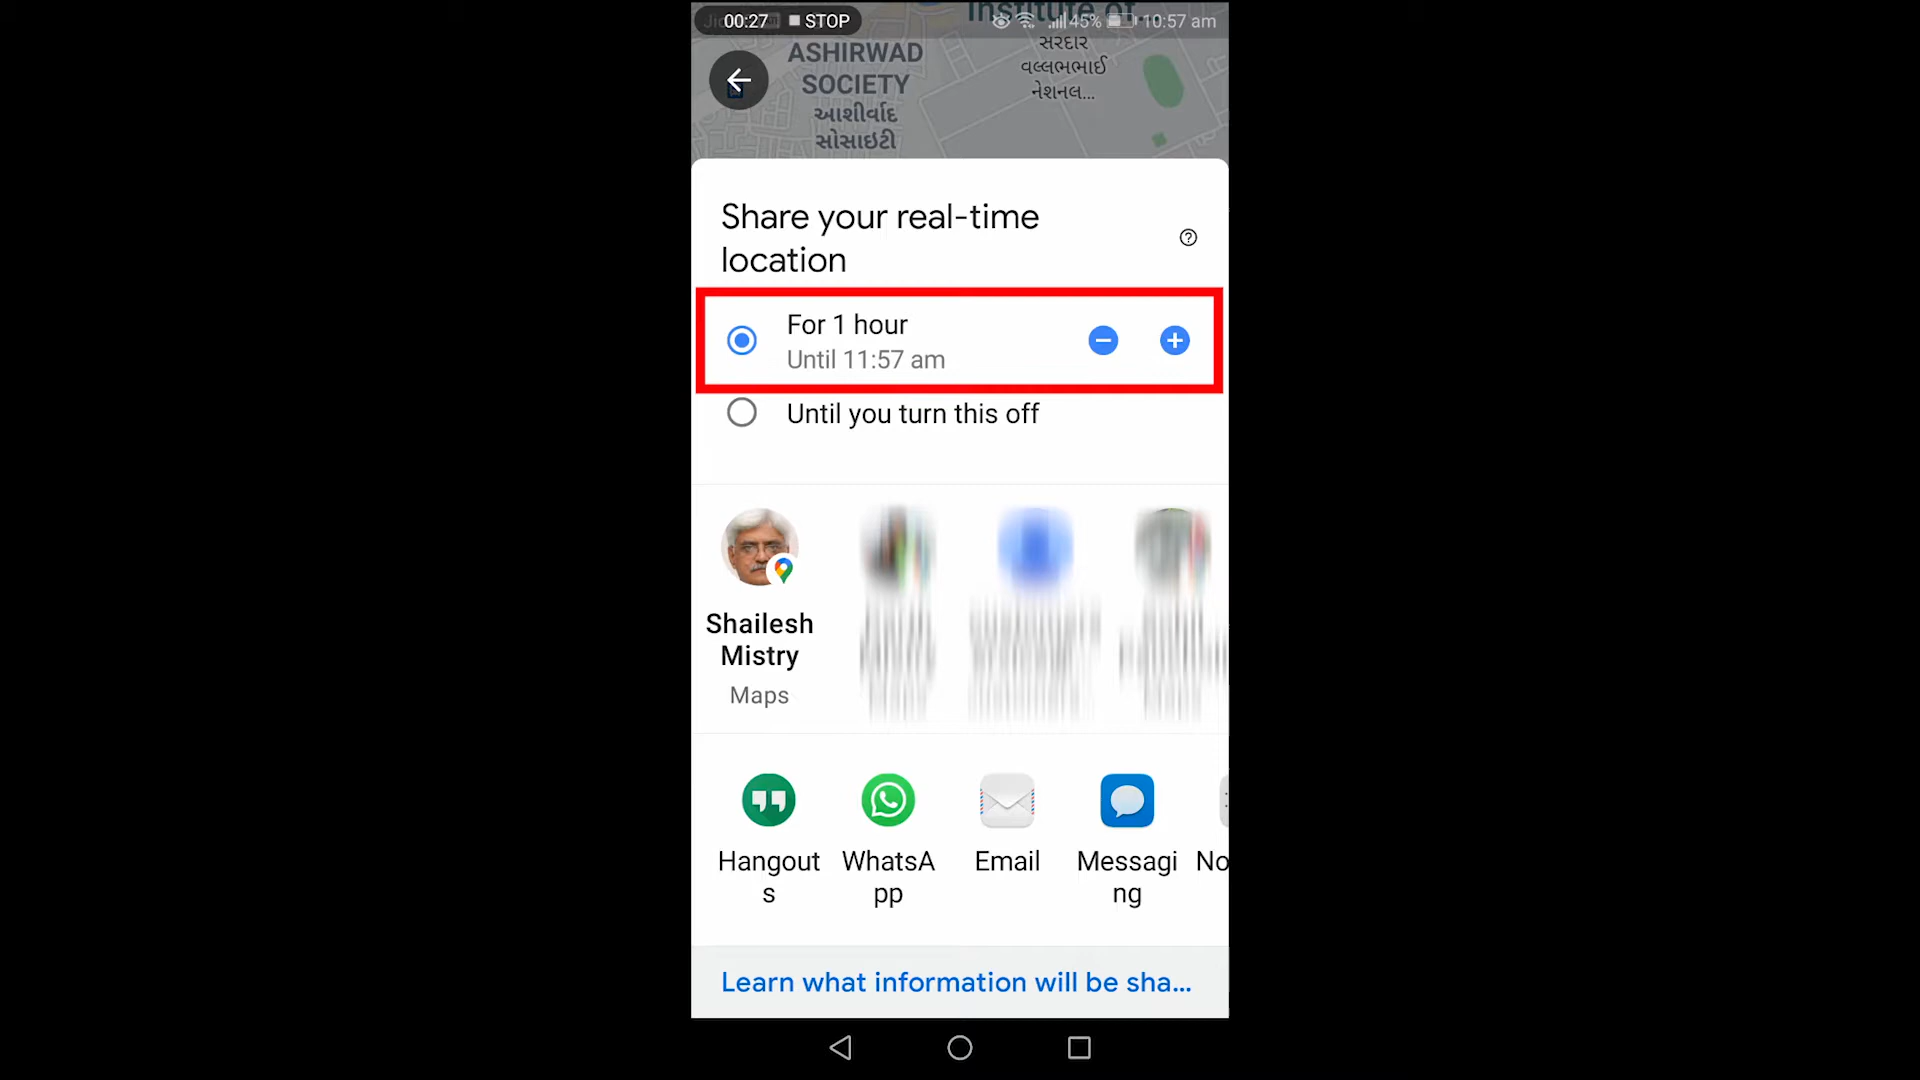 00:27 STOP 45% 10:57 am
Institute of
ASHIRWAD
SOCIETY
આશીર્વાદ
સોસાઇટી
સરદાર
વલ્લભભાઈ
નેશનલ...
Share your real-time
location
For 1 hour
Until 11:57 am
Until you turn this off
Shailesh
Mistry
Maps
Hangout
s
WhatsA
pp
Email
Messagi
ng
No
Learn what information will be sha...